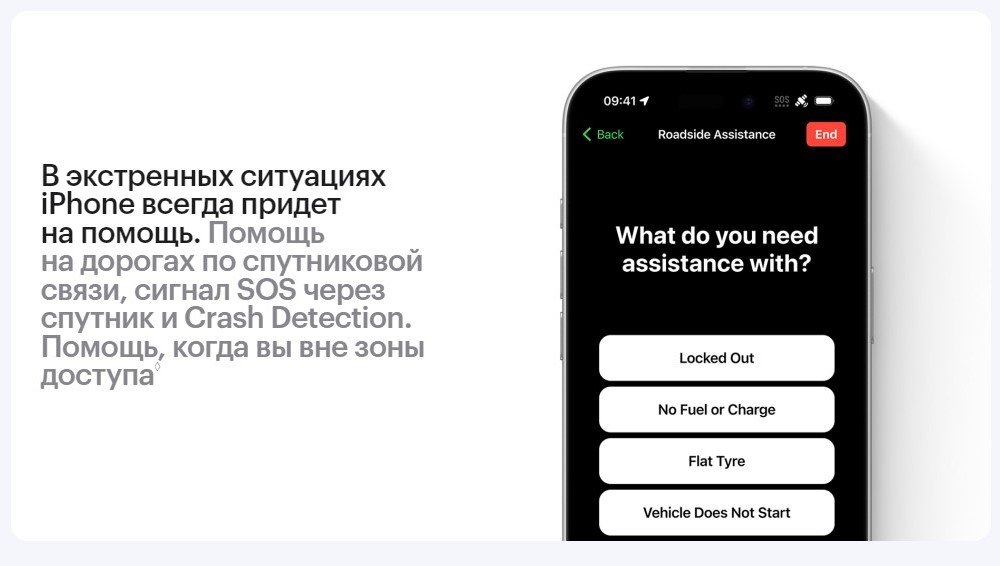 В экстренных ситуациях
iPhone всегда придет
на помощь. Помощь
на дорогах по спутниковой
связи, сигнал SOS через
спутник и Crash Detection.
Помощь, когда вы вне зоны
доступа◊
09:41 SOS
Back Roadside Assistance End
What do you need
assistance with?
Locked Out
No Fuel or Charge
Flat Tyre
Vehicle Does Not Start